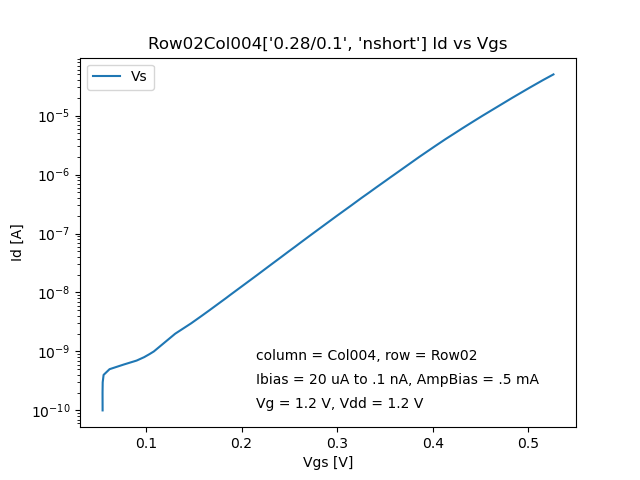 Row02Col004['0.28/0.1', 'nshort'] Id vs Vgs
Vs
10⁻⁵
10⁻⁶
10⁻⁷
10⁻⁸
10⁻⁹
10⁻¹⁰
Id [A]
column = Col004, row = Row02
Ibias = 20 uA to .1 nA, AmpBias = .5 mA
Vg = 1.2 V, Vdd = 1.2 V
0.1 0.2 0.3 0.4 0.5
Vgs [V]